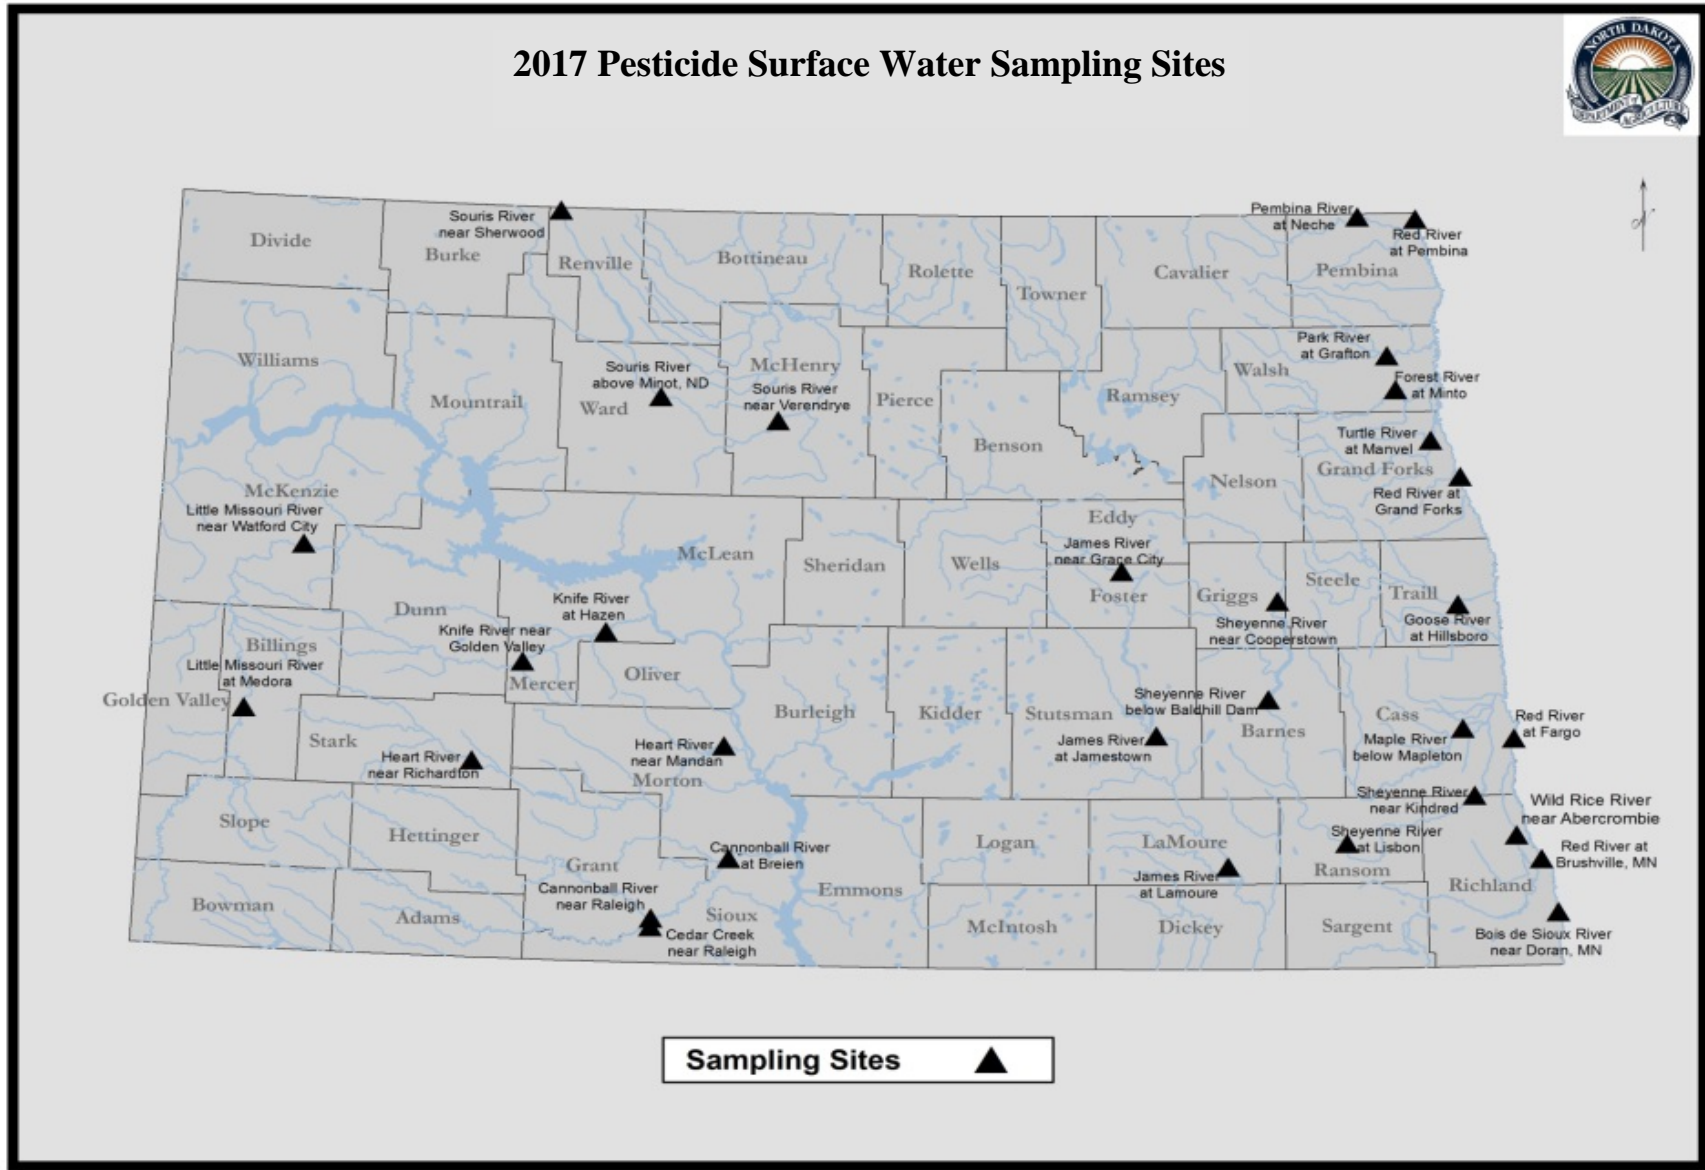 2017 Pesticide Surface Water Sampling Sites
NORTH DAKOTA
DEPARTMENT of
AGRICULTURE
Souris River
near Sherwood
Pembina River
at Neche
Red River
at Pembina
Divide
Burke
Renville
Bottineau
Rolette
Towner
Cavalier
Pembina
Williams
Mountrail
Souris River
above Minot, ND
Ward
McHenry
Souris River
near Verendrye
Pierce
Benson
Ramsey
Walsh
Park River
at Grafton
Forest River
at Minto
Turtle River
at Manvel
Grand Forks
Nelson
Red River at
Grand Forks
McKenzie
Little Missouri River
near Watford City
McLean
Sheridan
Wells
Eddy
James River
near Grace City
Foster
Griggs
Sheyenne River
near Cooperstown
Steele
Traill
Goose River
at Hillsboro
Dunn
Knife River
at Hazen
Knife River near
Golden Valley
Mercer
Oliver
Billings
Little Missouri River
at Medora
Golden Valley
Stark
Heart River
near Richardton
Heart River
near Mandan
Morton
Burleigh
Kidder
Stutsman
James River
at Jamestown
Sheyenne River
below Baldhill Dam
Barnes
Cass
Maple River
below Mapleton
Red River
at Fargo
Sheyenne River
near Kindred
Wild Rice River
near Abercrombie
Slope
Hettinger
Grant
Cannonball River
at Breien
Logan
LaMoure
James River
at Lamoure
Sheyenne River
at Lisbon
Ransom
Red River at
Brushville, MN
Richland
Bowman
Adams
Cannonball River
near Raleigh
Sioux
Cedar Creek
near Raleigh
Emmons
McIntosh
Dickey
Sargent
Bois de Sioux River
near Doran, MN
Sampling Sites